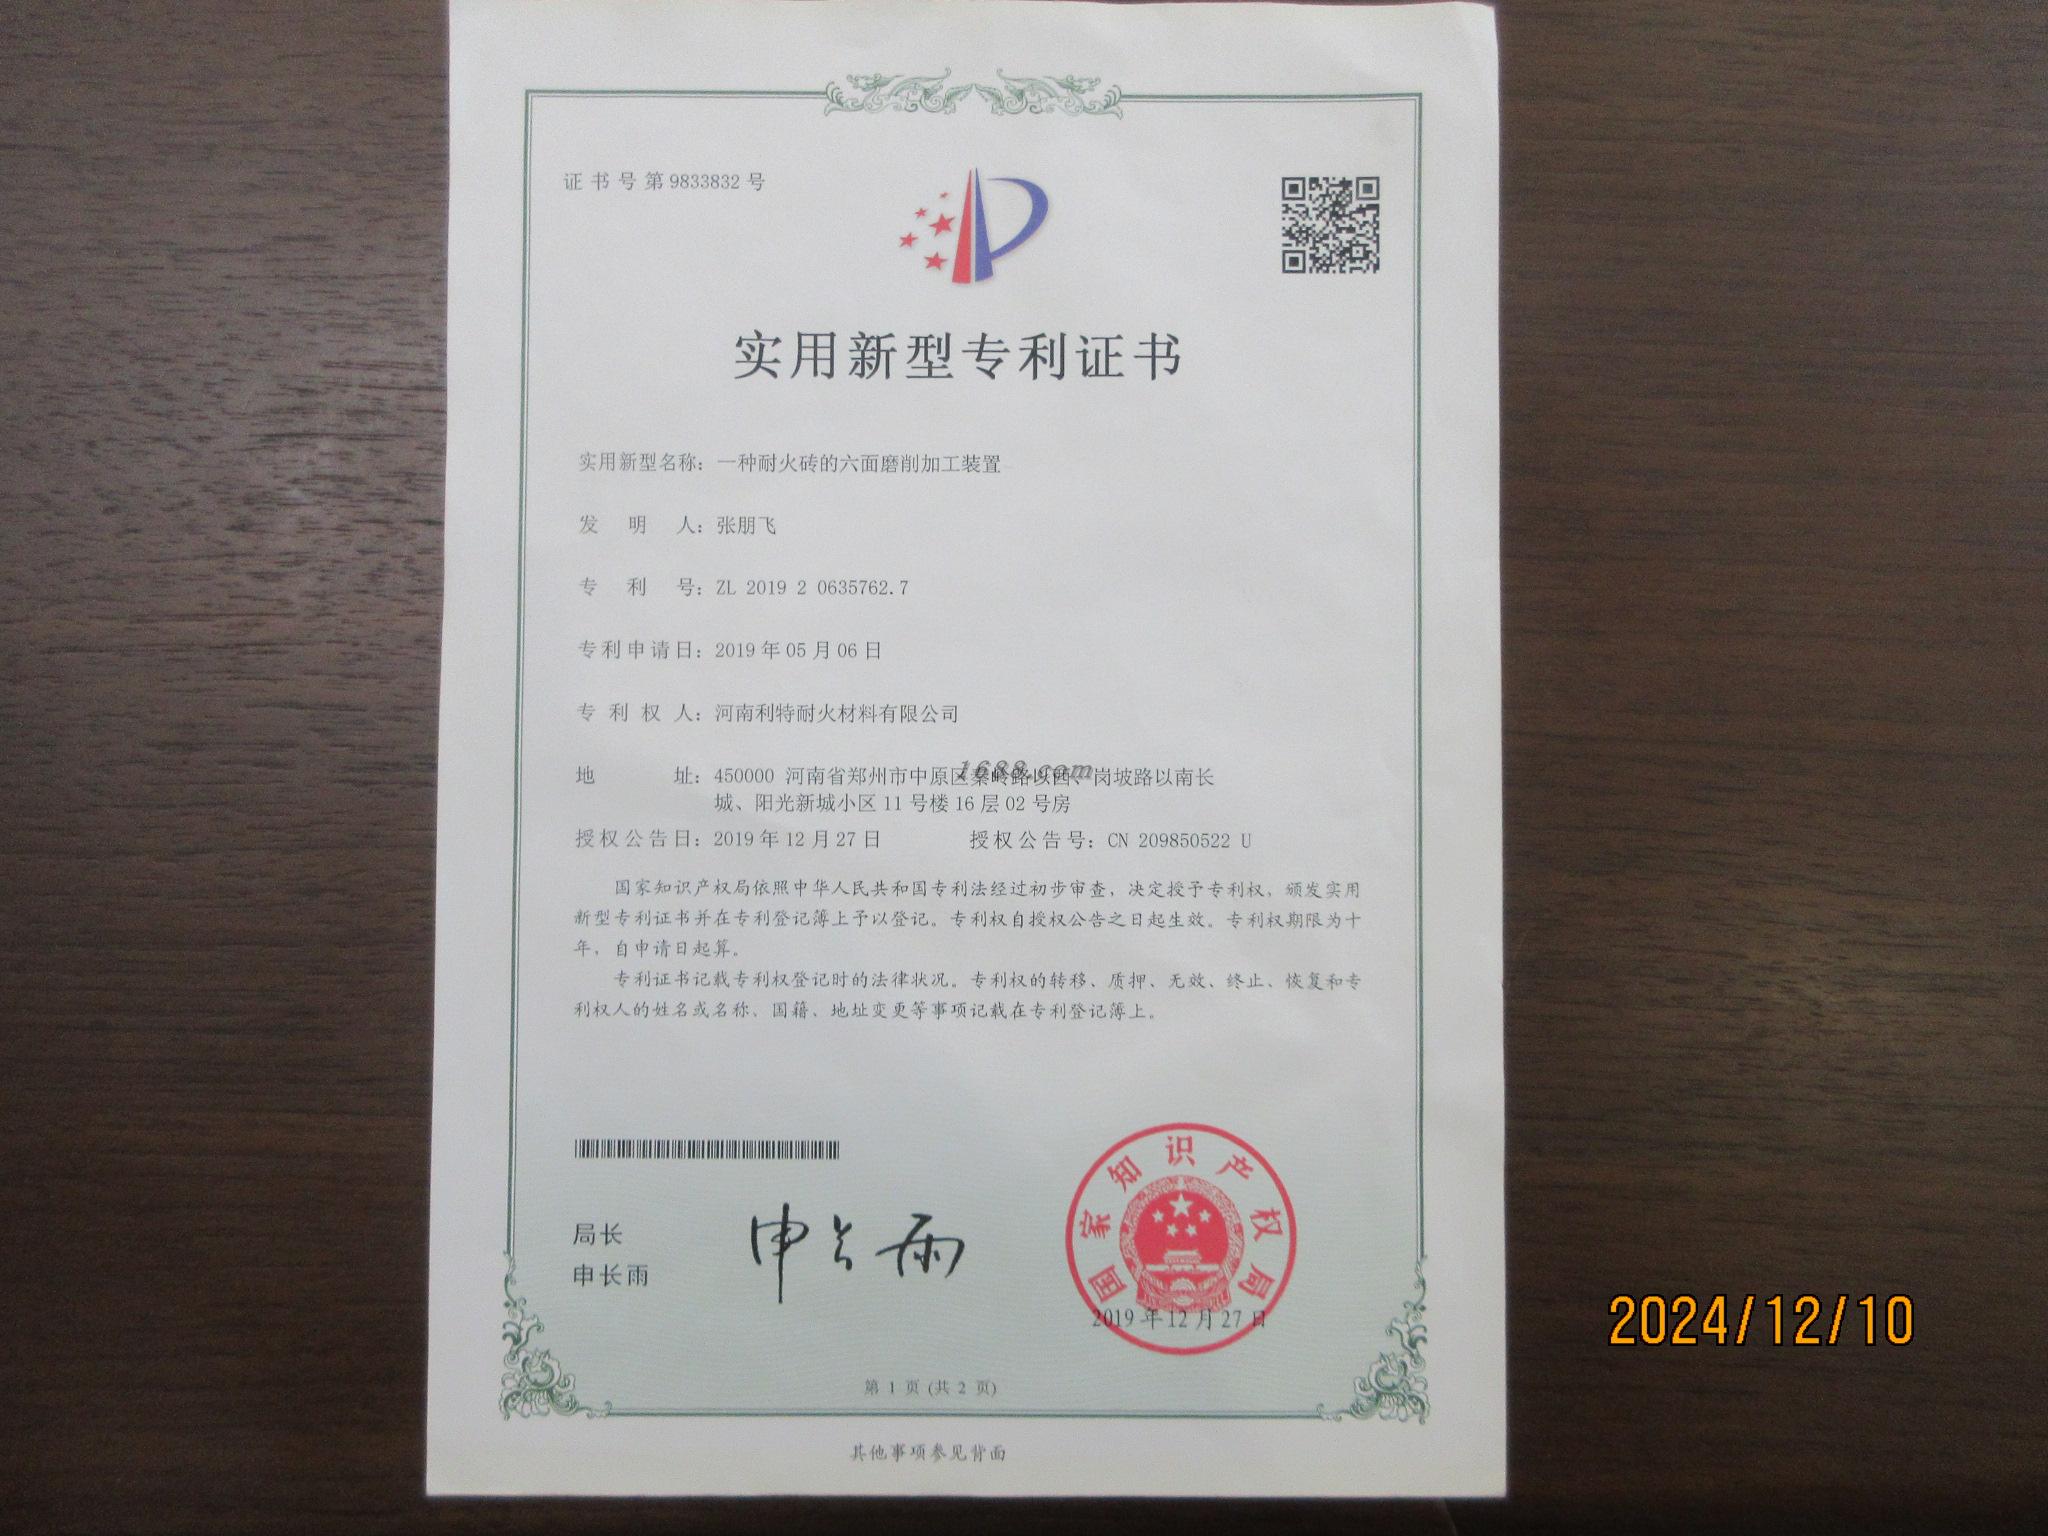 证书号第9833832号
实用新型专利证书
实用新型名称：一种耐火砖的六面磨削加工装置
发明人：张朋飞
专利号：ZL 2019 2 0635762.7
专利申请日：2019年05月06日
专利权人：河南利特耐火材料有限公司
地址：450000 河南省郑州市中原区秦岭路以西、岗坡路以南长
城、阳光新城小区11号楼16层02号房
1688.com
授权公告日：2019年12月27日 授权公告号：CN 209850522 U
国家知识产权局依照中华人民共和国专利法经过初步审查，决定授予专利权，颁发实用
新型专利证书并在专利登记簿上予以登记。专利权自授权公告之日起生效。专利权期限为十
年，自申请日起算。
专利证书记载专利权登记时的法律状况。专利权的转移、质押、无效、终止、恢复和专
利权人的姓名或名称、国籍、地址变更等事项记载在专利登记簿上。
局长
申长雨
申长雨
国家知识产权局
2019年12月27日
第 1 页 (共 2 页)
其他事项参见背面
2024/12/10